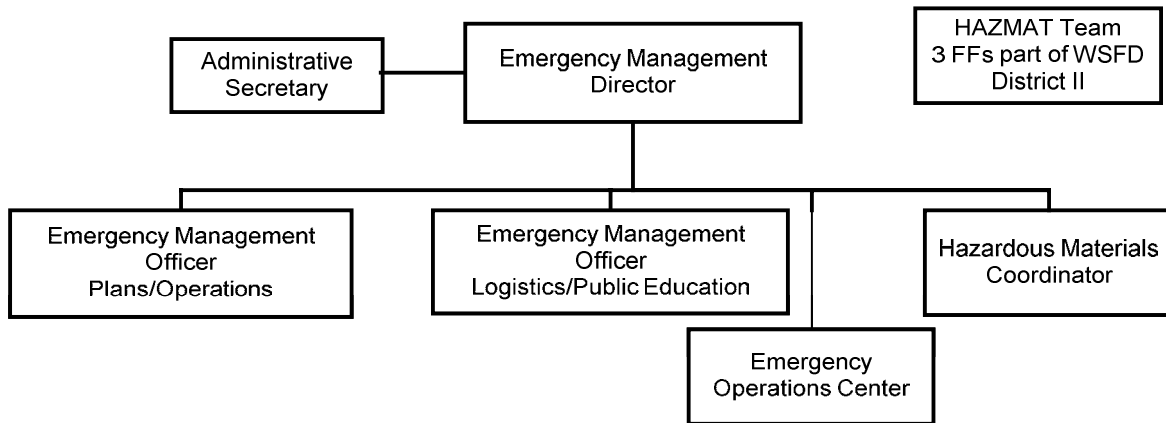 Administrative
Secretary
Emergency Management
Director
HAZMAT Team
3 FFs part of WSFD
District II
Emergency Management
Officer
Plans/Operations
Emergency Management
Officer
Logistics/Public Education
Hazardous Materials
Coordinator
Emergency
Operations Center